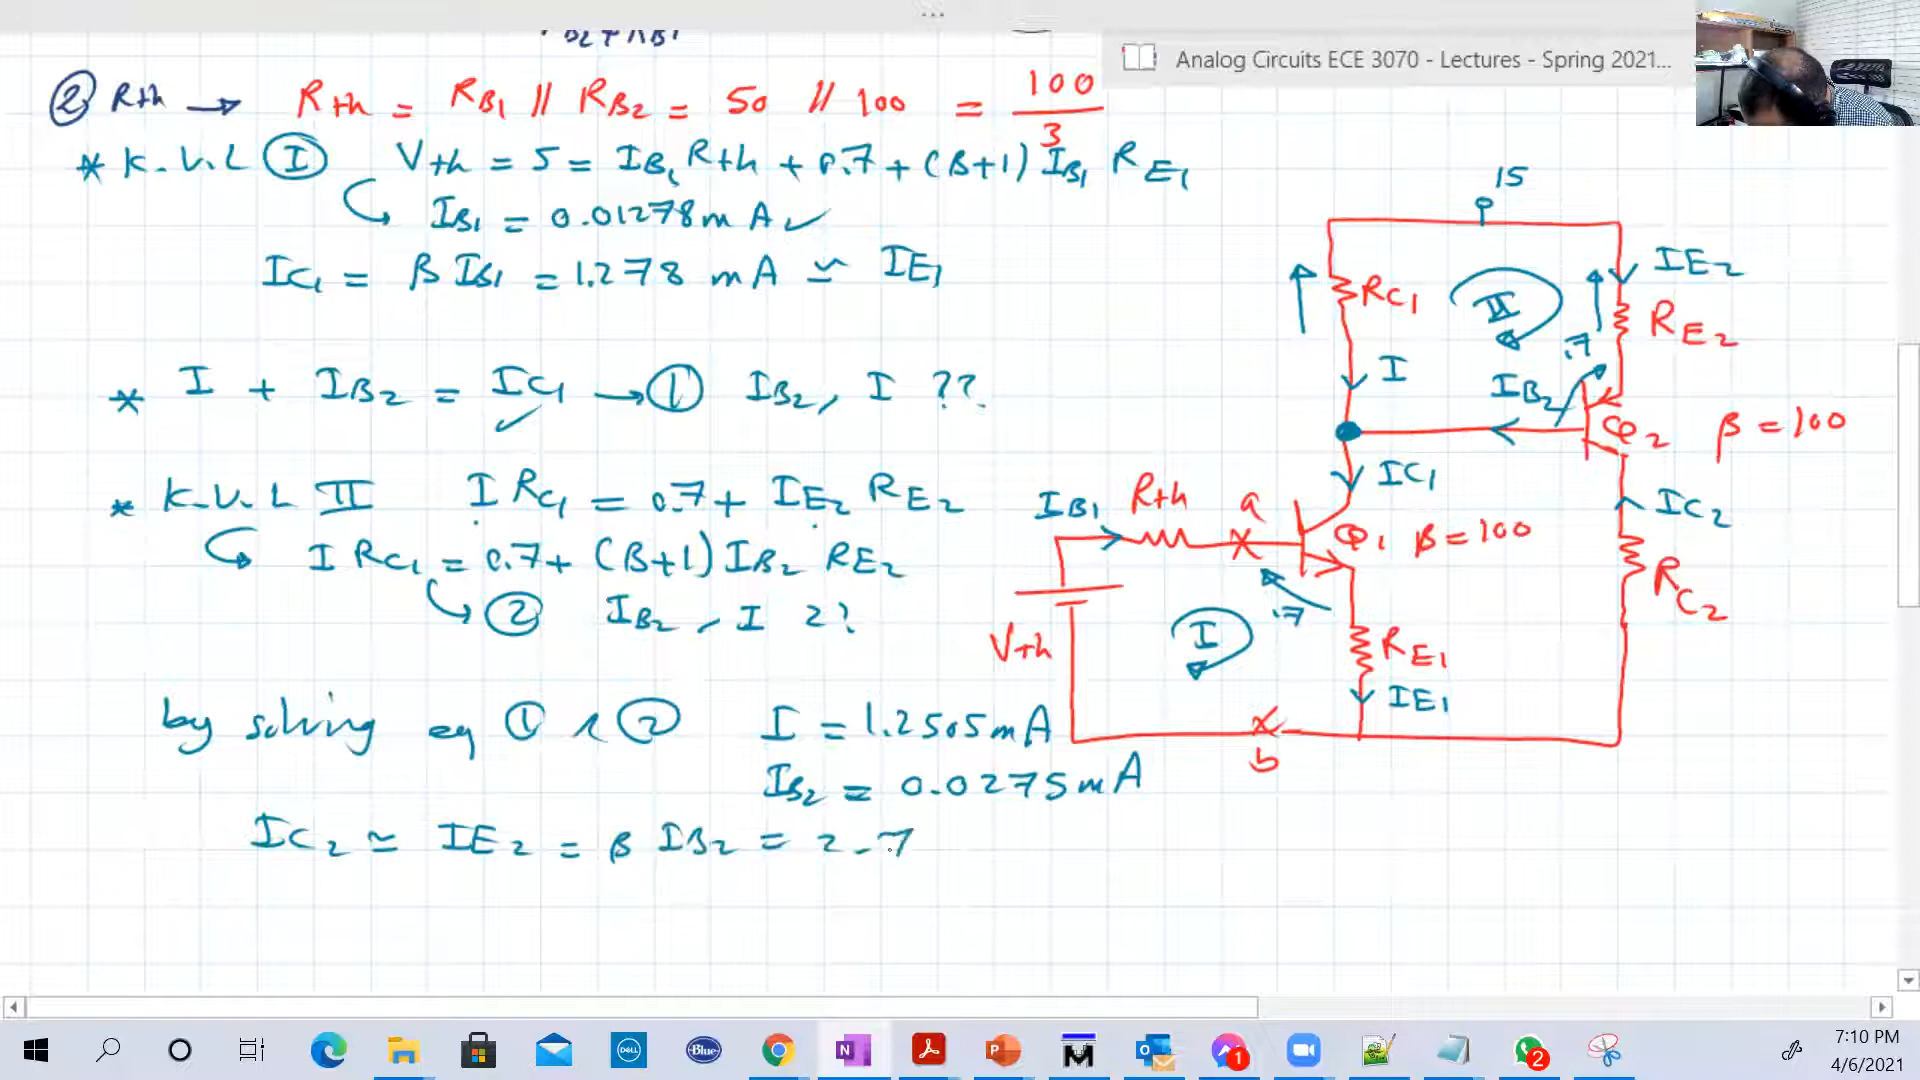 Analog Circuits ECE 3070 - Lectures - Spring 2021...
② Rth → Rth = RB1 // RB2 = 50 // 100 = 100/3
* K.V.L Ⓘ Vth = 5 = IB1 Rth + 0.7 + (β+1) IB1 RE1
IB1 = 0.01278 mA ✓
IC1 = β IB1 = 1.278 mA ≃ IE1
* I + IB2 = IC1 → ① IB2, I ??
* K.V.L II I RC1 = 0.7 + IE2 RE2
I RC1 = 0.7 + (β+1) IB2 RE2
② IB2, I ??
by solving eq ① & ② I = 1.2505 mA
IB2 = 0.0275 mA
IC2 ≃ IE2 = β IB2 = 2.7
15
IE2
RC1
II
RE2
.7
I
IB2
Q2 β = 100
IC1
IB1 Rth a
Q1 β = 100
IC2
RC2
.7
I
Vth
RE1
IE1
b
DELL
Blue
1
2
7:10 PM
4/6/2021